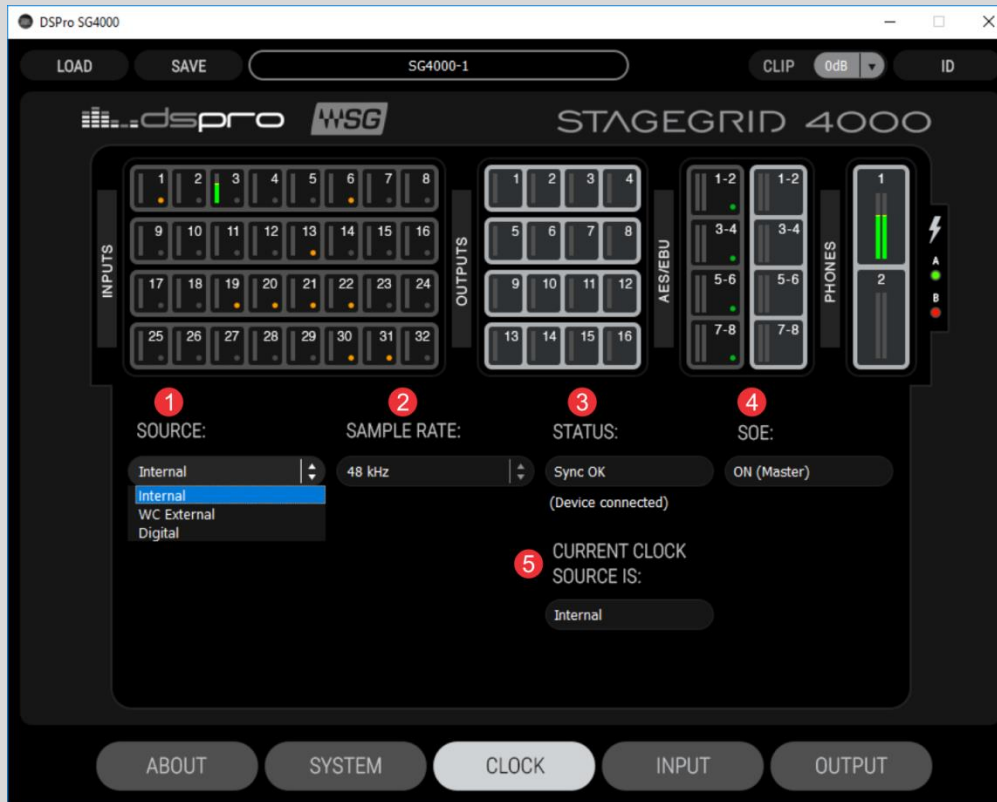 DSPro SG4000
LOAD SAVE SG4000-1 CLIP 0dB ID
dspro WSG STAGEGRID 4000
INPUTS
1 2 3 4 5 6 7 8
9 10 11 12 13 14 15 16
17 18 19 20 21 22 23 24
25 26 27 28 29 30 31 32
OUTPUTS
1 2 3 4
5 6 7 8
9 10 11 12
13 14 15 16
AES/EBU
1-2 1-2
3-4 3-4
5-6 5-6
7-8 7-8
PHONES
1
2
A
B
1 2 3 4
SOURCE: SAMPLE RATE: STATUS: SOE:
Internal 48 kHz Sync OK ON (Master)
Internal
WC External
Digital
(Device connected)
5 CURRENT CLOCK
SOURCE IS:
Internal
ABOUT SYSTEM CLOCK INPUT OUTPUT